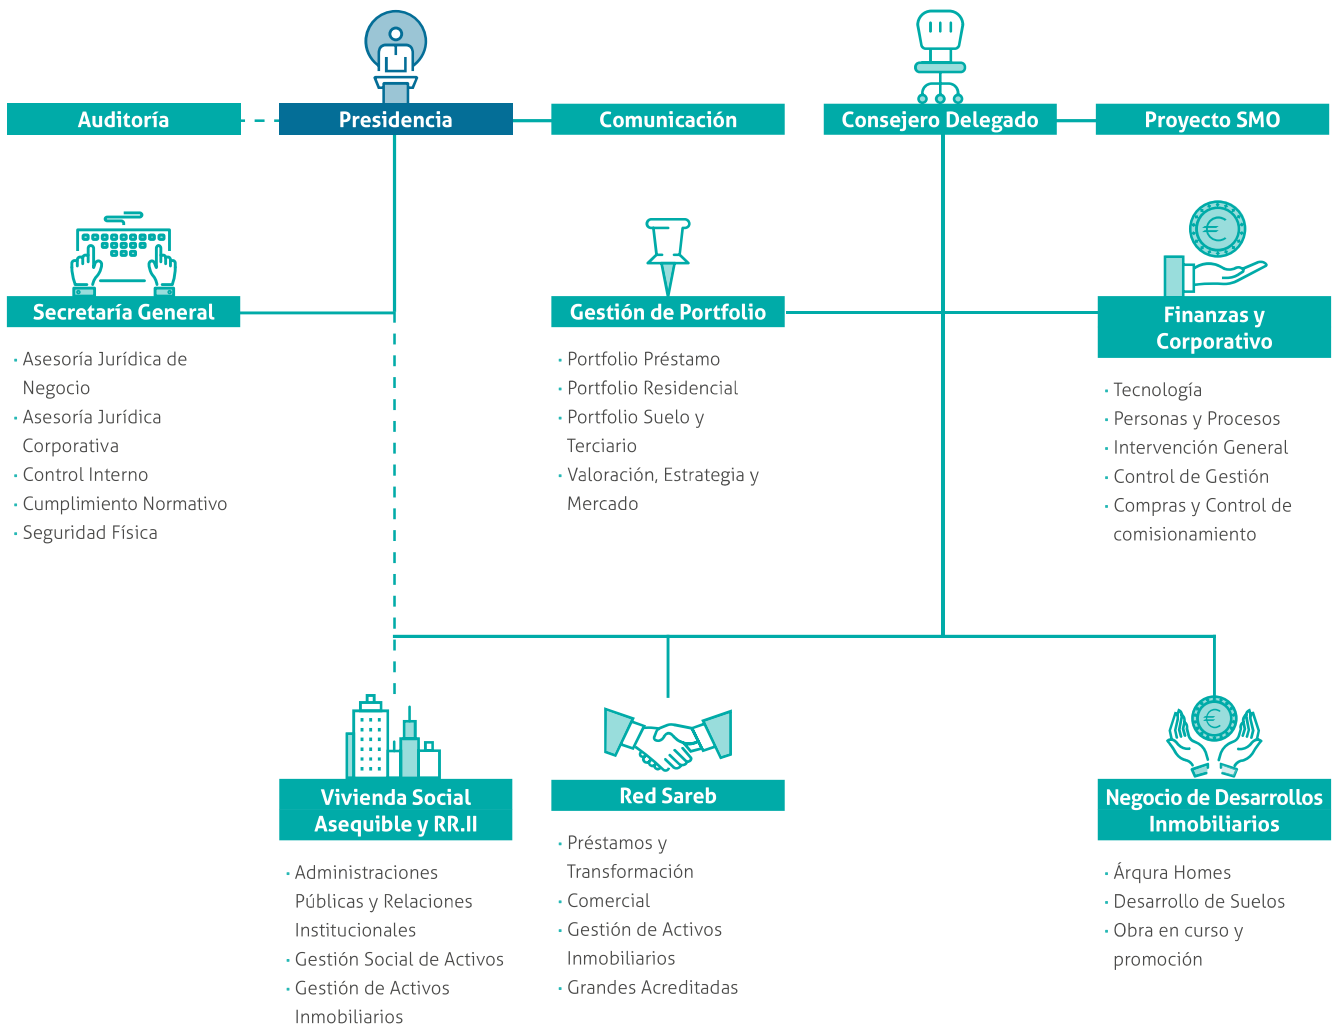 Auditoría
Presidencia
Comunicación
Consejero Delegado
Proyecto SMO
Secretaría General
· Asesoría Jurídica de
Negocio
· Asesoría Jurídica
Corporativa
· Control Interno
· Cumplimiento Normativo
· Seguridad Física
Gestión de Portfolio
· Portfolio Préstamo
· Portfolio Residencial
· Portfolio Suelo y
Terciario
· Valoración, Estrategia y
Mercado
€
Finanzas y
Corporativo
· Tecnología
· Personas y Procesos
· Intervención General
· Control de Gestión
· Compras y Control de
comisionamiento
Vivienda Social
Asequible y RR.II
· Administraciones
Públicas y Relaciones
Institucionales
· Gestión Social de Activos
· Gestión de Activos
Inmobiliarios
Red Sareb
· Préstamos y
Transformación
· Comercial
· Gestión de Activos
Inmobiliarios
· Grandes Acreditadas
€
Negocio de Desarrollos
Inmobiliarios
· Árqura Homes
· Desarrollo de Suelos
· Obra en curso y
promoción